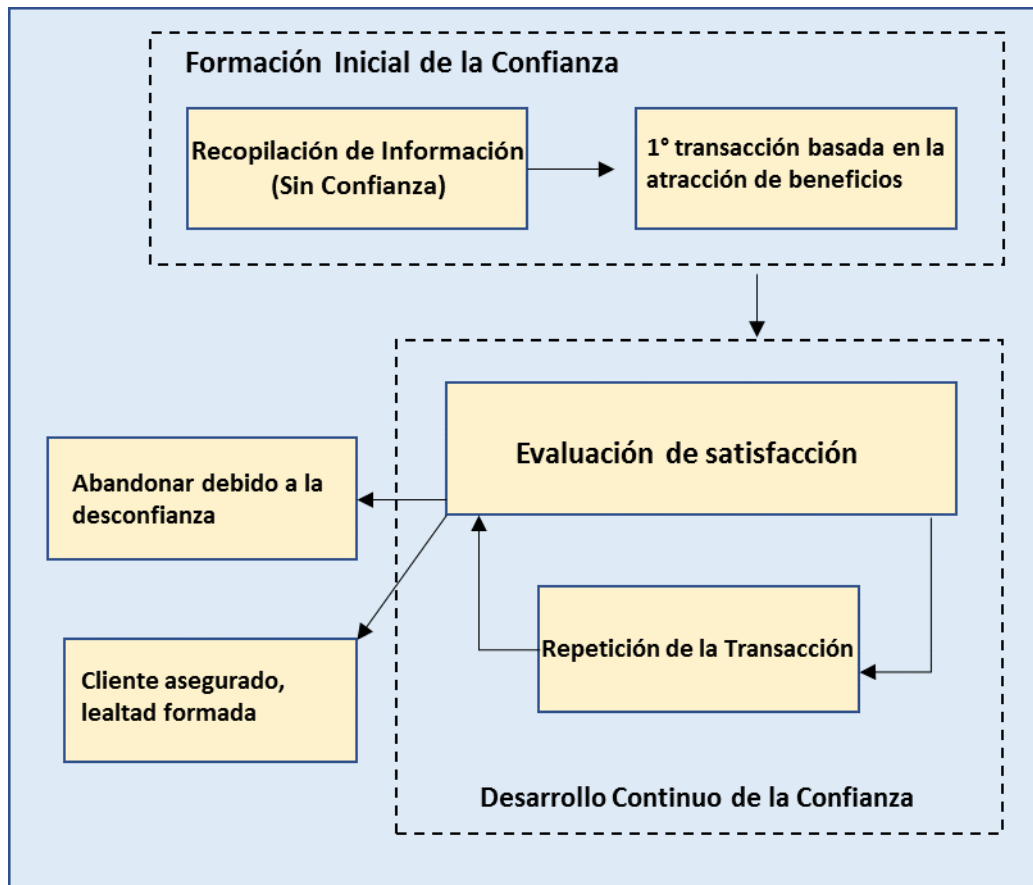 Formación Inicial de la Confianza
Recopilación de Información
(Sin Confianza)
1° transacción basada en la
atracción de beneficios
Evaluación de satisfacción
Abandonar debido a la
desconfianza
Repetición de la Transacción
Cliente asegurado,
lealtad formada
Desarrollo Continuo de la Confianza